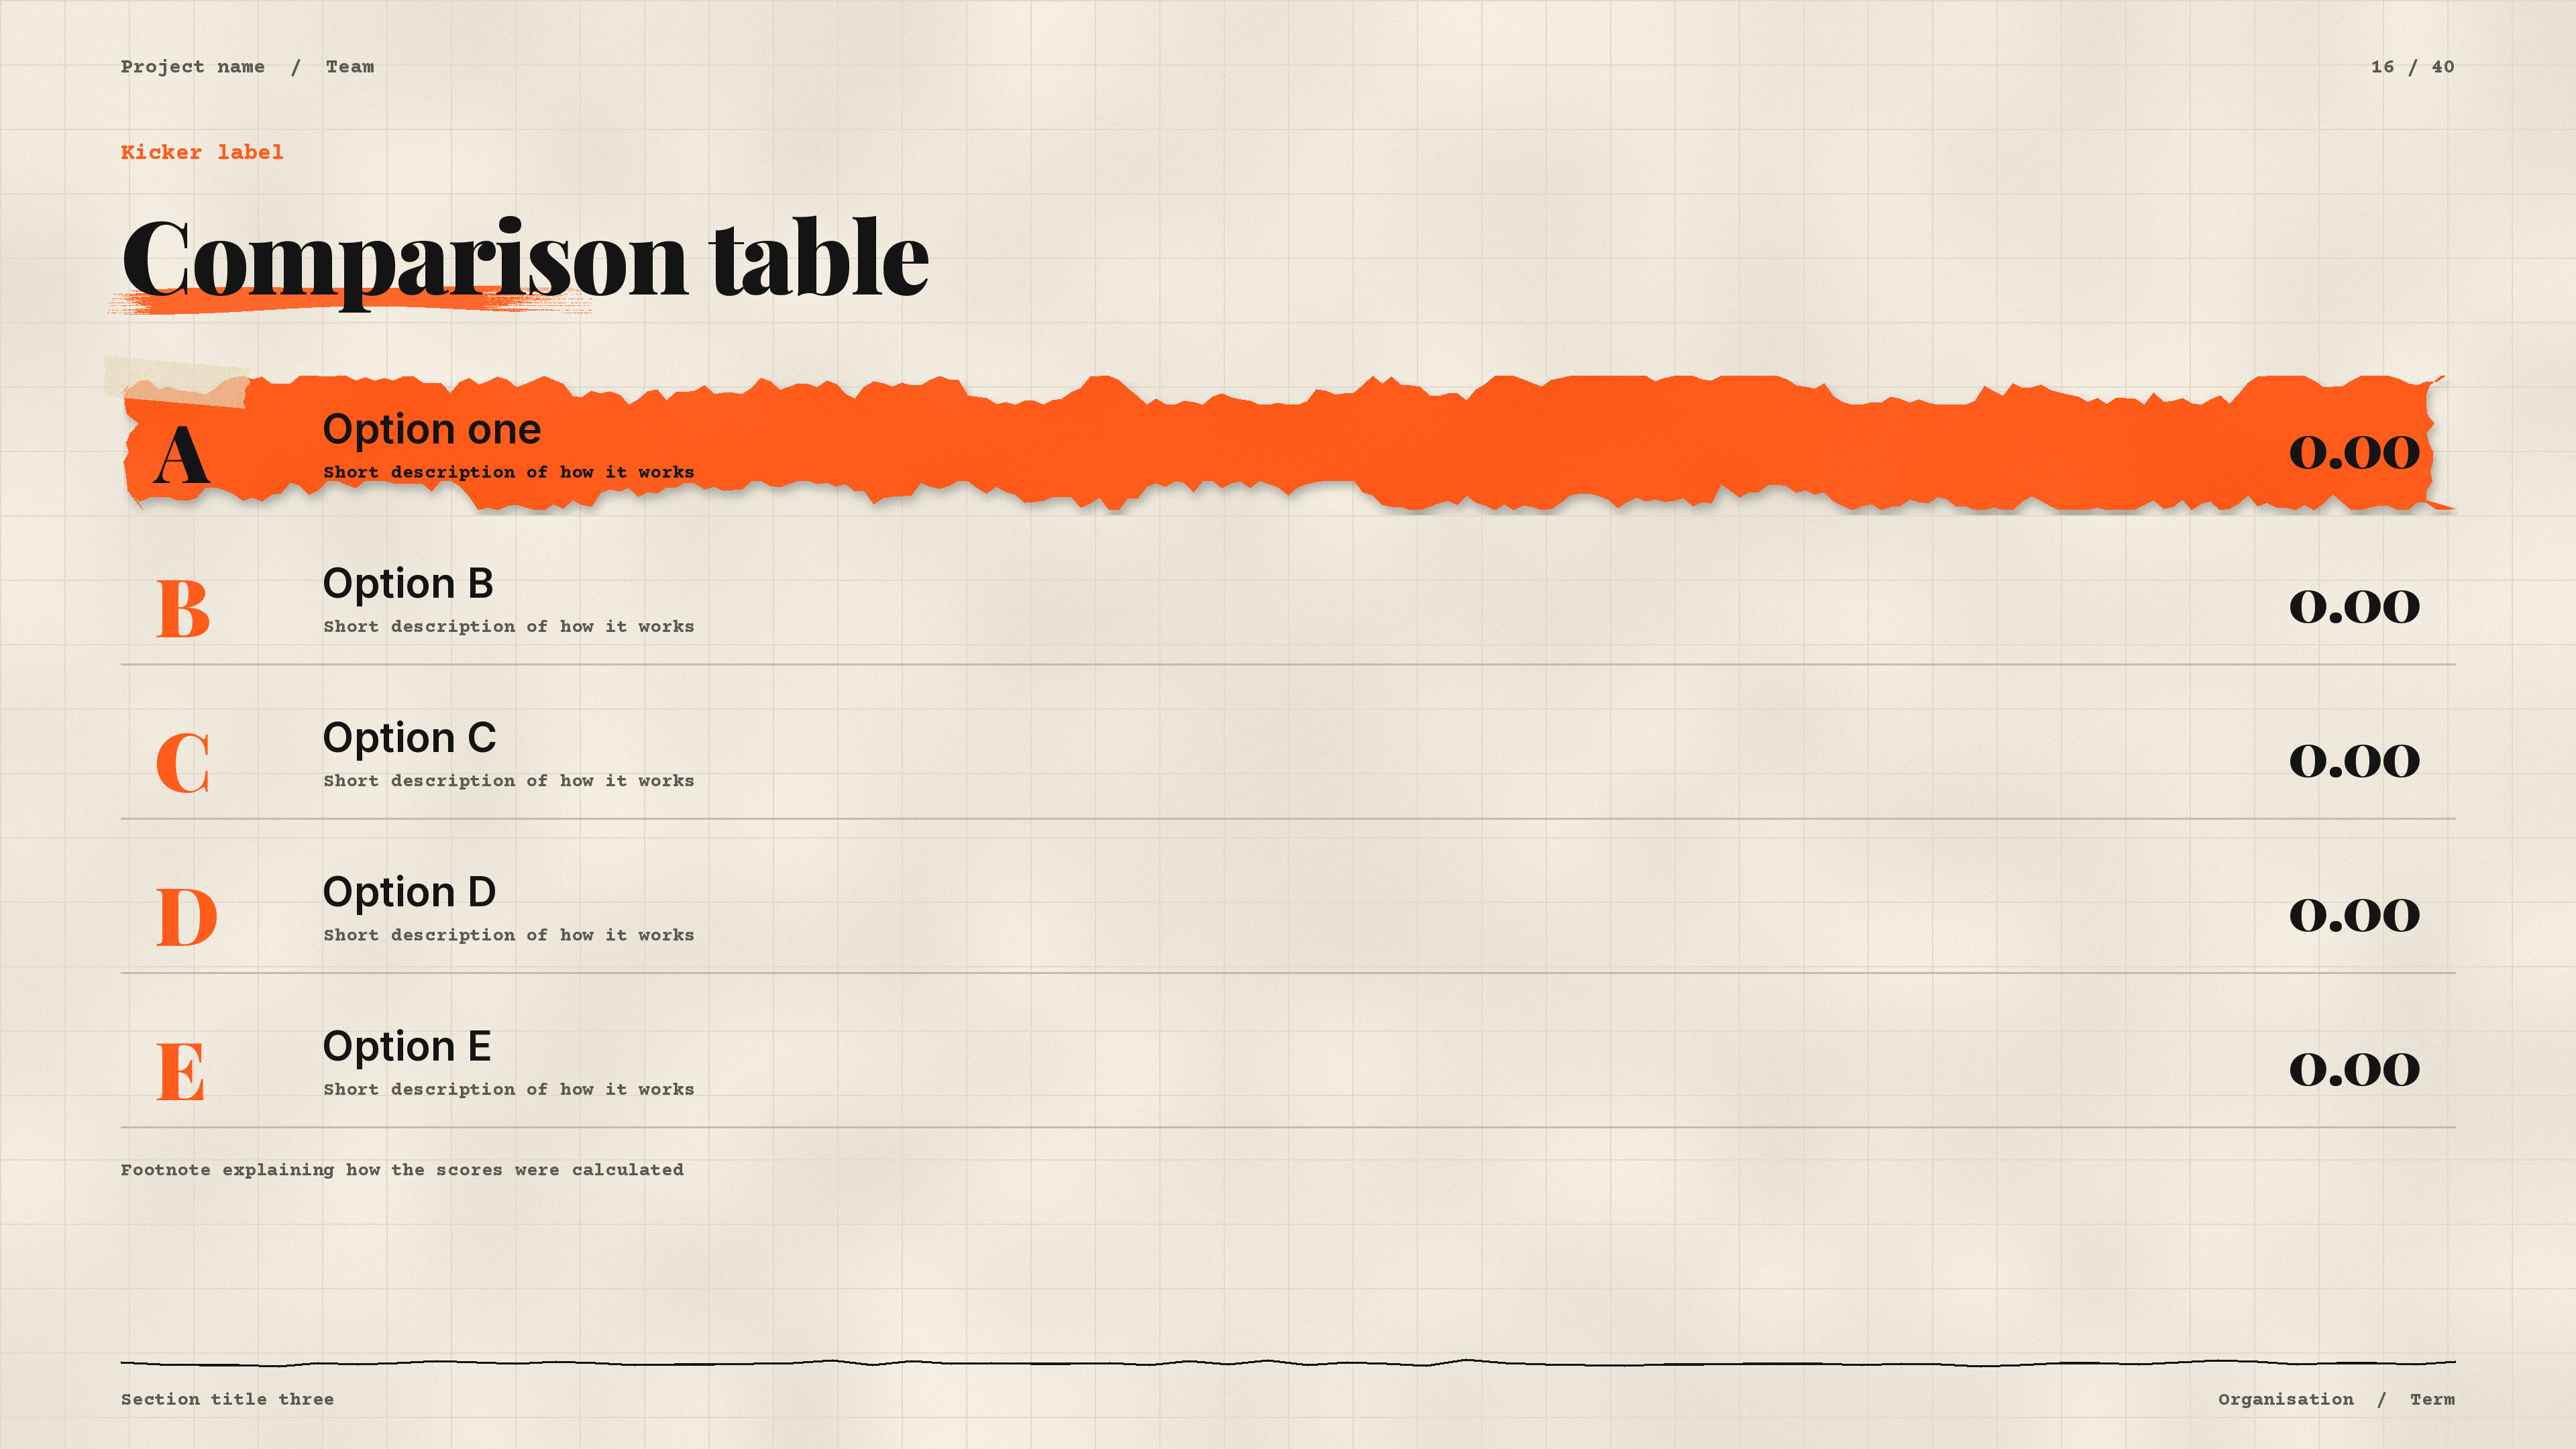 Project name / Team
16 / 40
Kicker label
Comparison table
A
Option one
Short description of how it works
0.00
B
Option B
Short description of how it works
0.00
C
Option C
Short description of how it works
0.00
D
Option D
Short description of how it works
0.00
E
Option E
Short description of how it works
0.00
Footnote explaining how the scores were calculated
Section title three
Organisation / Term